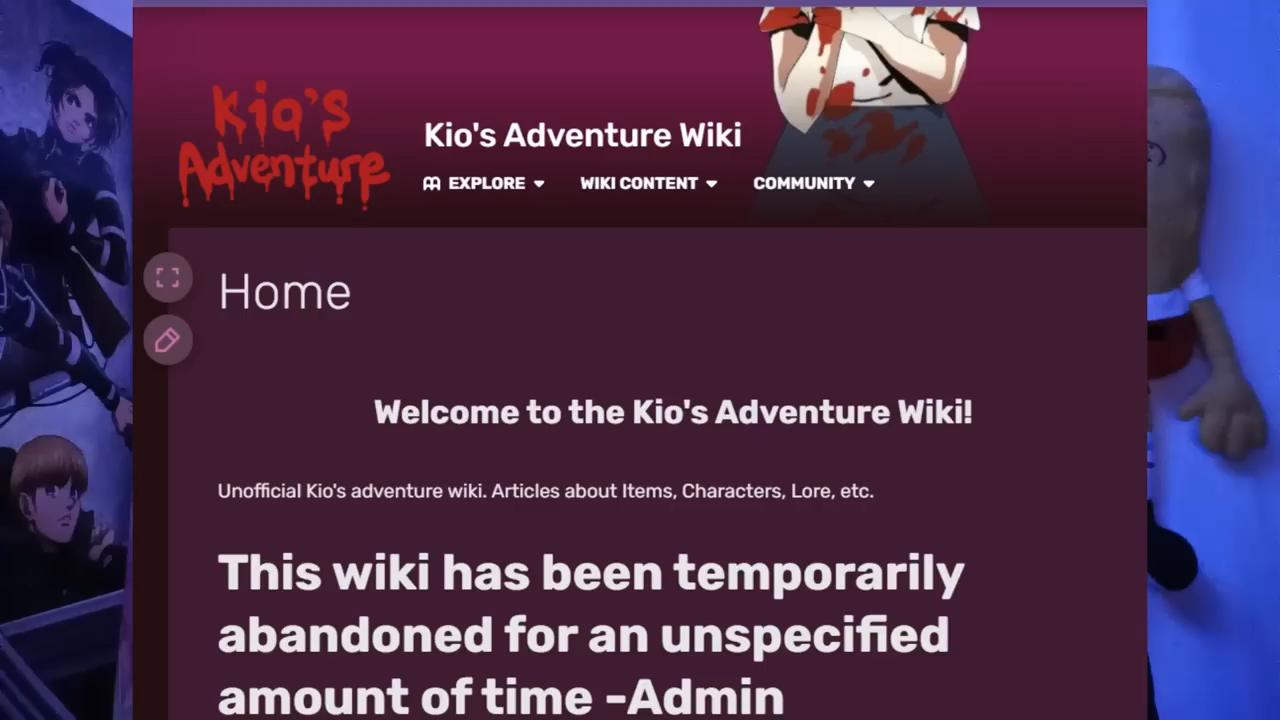 Kio's
Adventure
Kio's Adventure Wiki
EXPLORE
WIKI CONTENT
COMMUNITY
Home
Welcome to the Kio's Adventure Wiki!
Unofficial Kio's adventure wiki. Articles about Items, Characters, Lore, etc.
This wiki has been temporarily
abandoned for an unspecified
amount of time -Admin